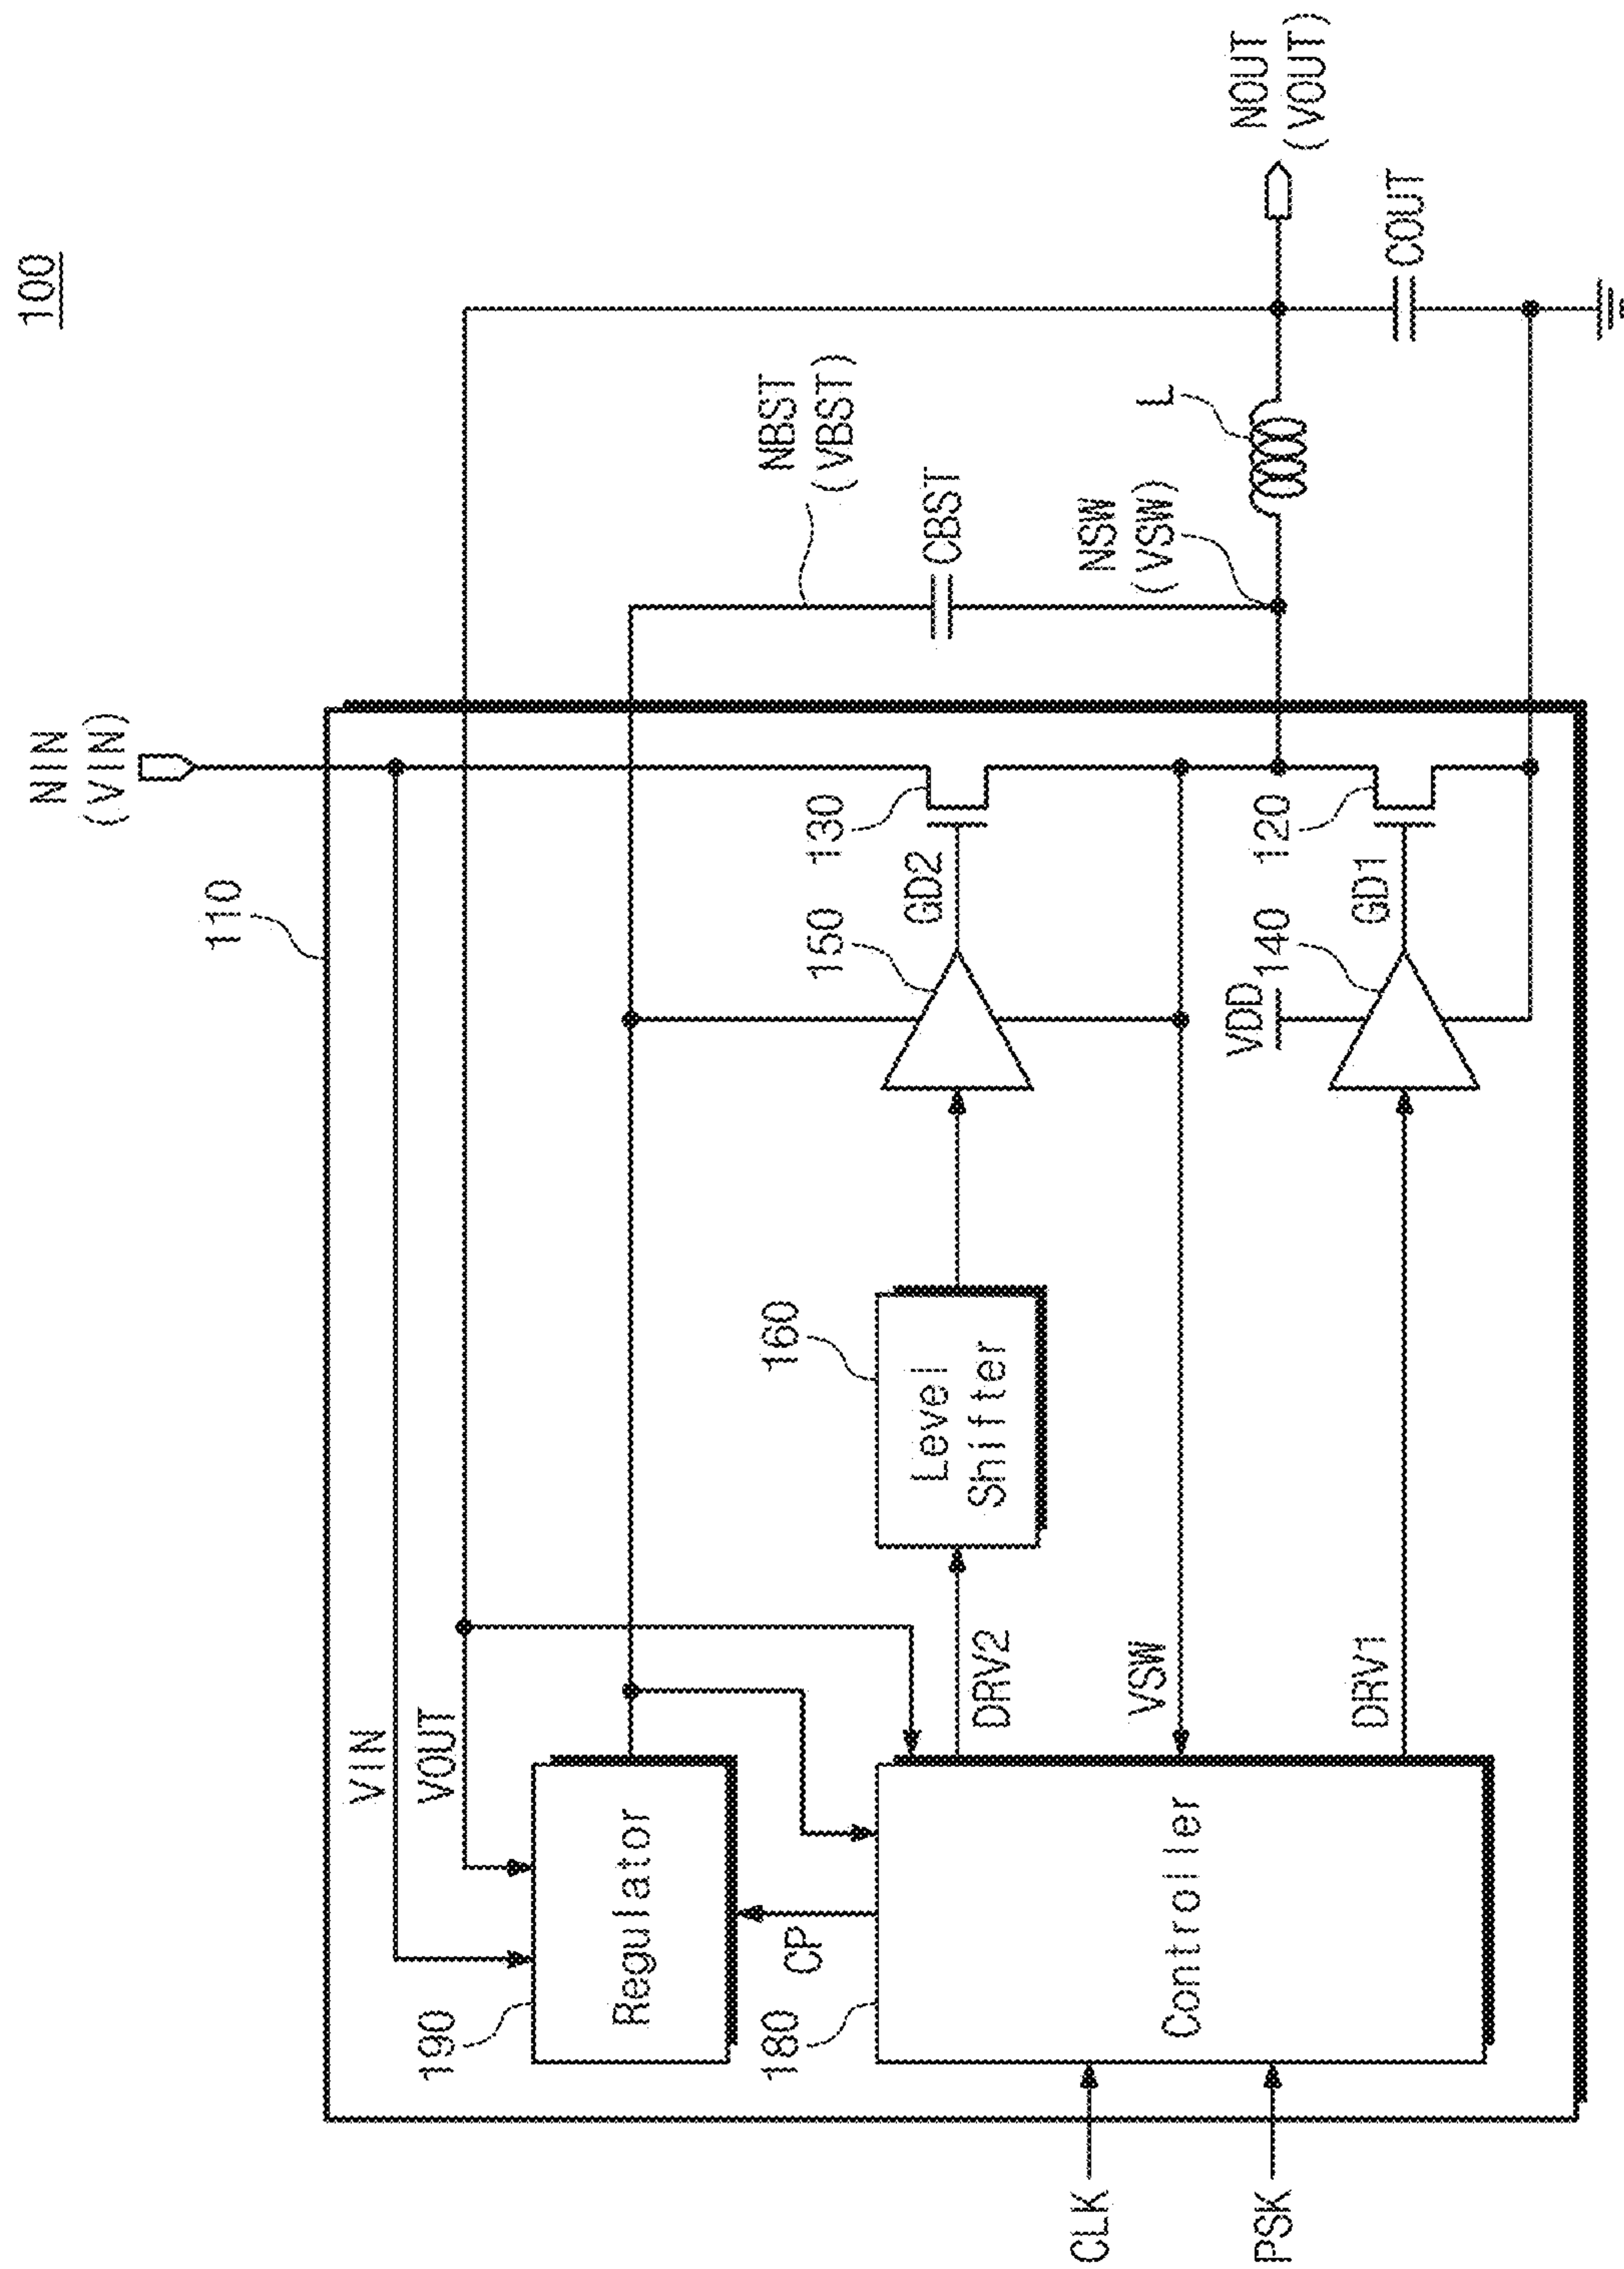 100
NIN
(VIN)
110
VIN
VOUT
190
Regulator
CP
180
Controller
CLK
PSK
DRV2
VSW
DRV1
160
Level
Shifter
150
GD2
130
VDD
140
GD1
120
NBST
(VBST)
CBST
NSW
(VSW)
L
NOUT
(VOUT)
COUT